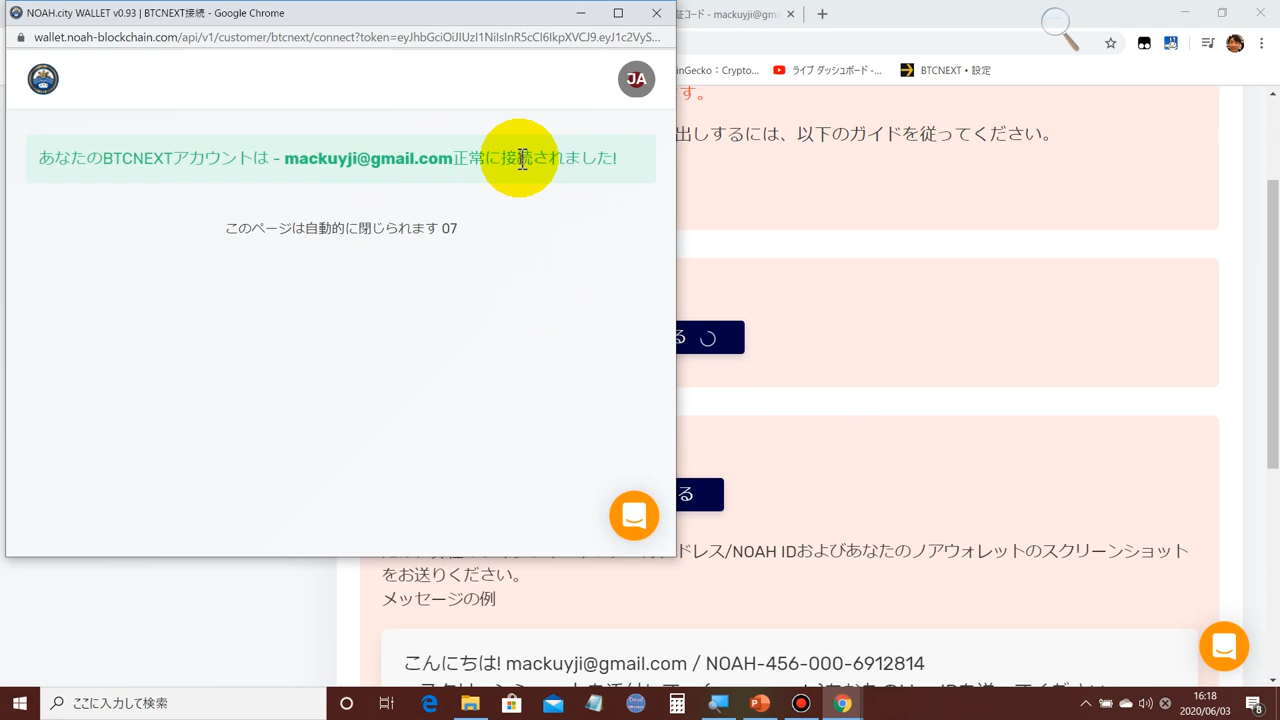 NOAH.city WALLET v0.93 | BTCNEXT接続 - Google Chrome
wallet.noah-blockchain.com/api/v1/customer/btcnext/connect?token=eyJhbGciOiJIUzI1NiIsInR5cCI6IkpXVCJ9.eyJ1c2VyS...
JA
あなたのBTCNEXTアカウントは - mackuyji@gmail.com正常に接続されました!
このページは自動的に閉じられます 07
証コード - mackuyji@gm
inGecko：Crypto...
ライブ ダッシュボード -...
BTCNEXT • 設定
す。
出しするには、以下のガイドを従ってください。
る
る
ドレス/NOAH IDおよびあなたのノアウォレットのスクリーンショット
をお送りください。
メッセージの例
こんにちは! mackuyji@gmail.com / NOAH-456-000-6912814
ここに入力して検索
16:18
2020/06/03
8